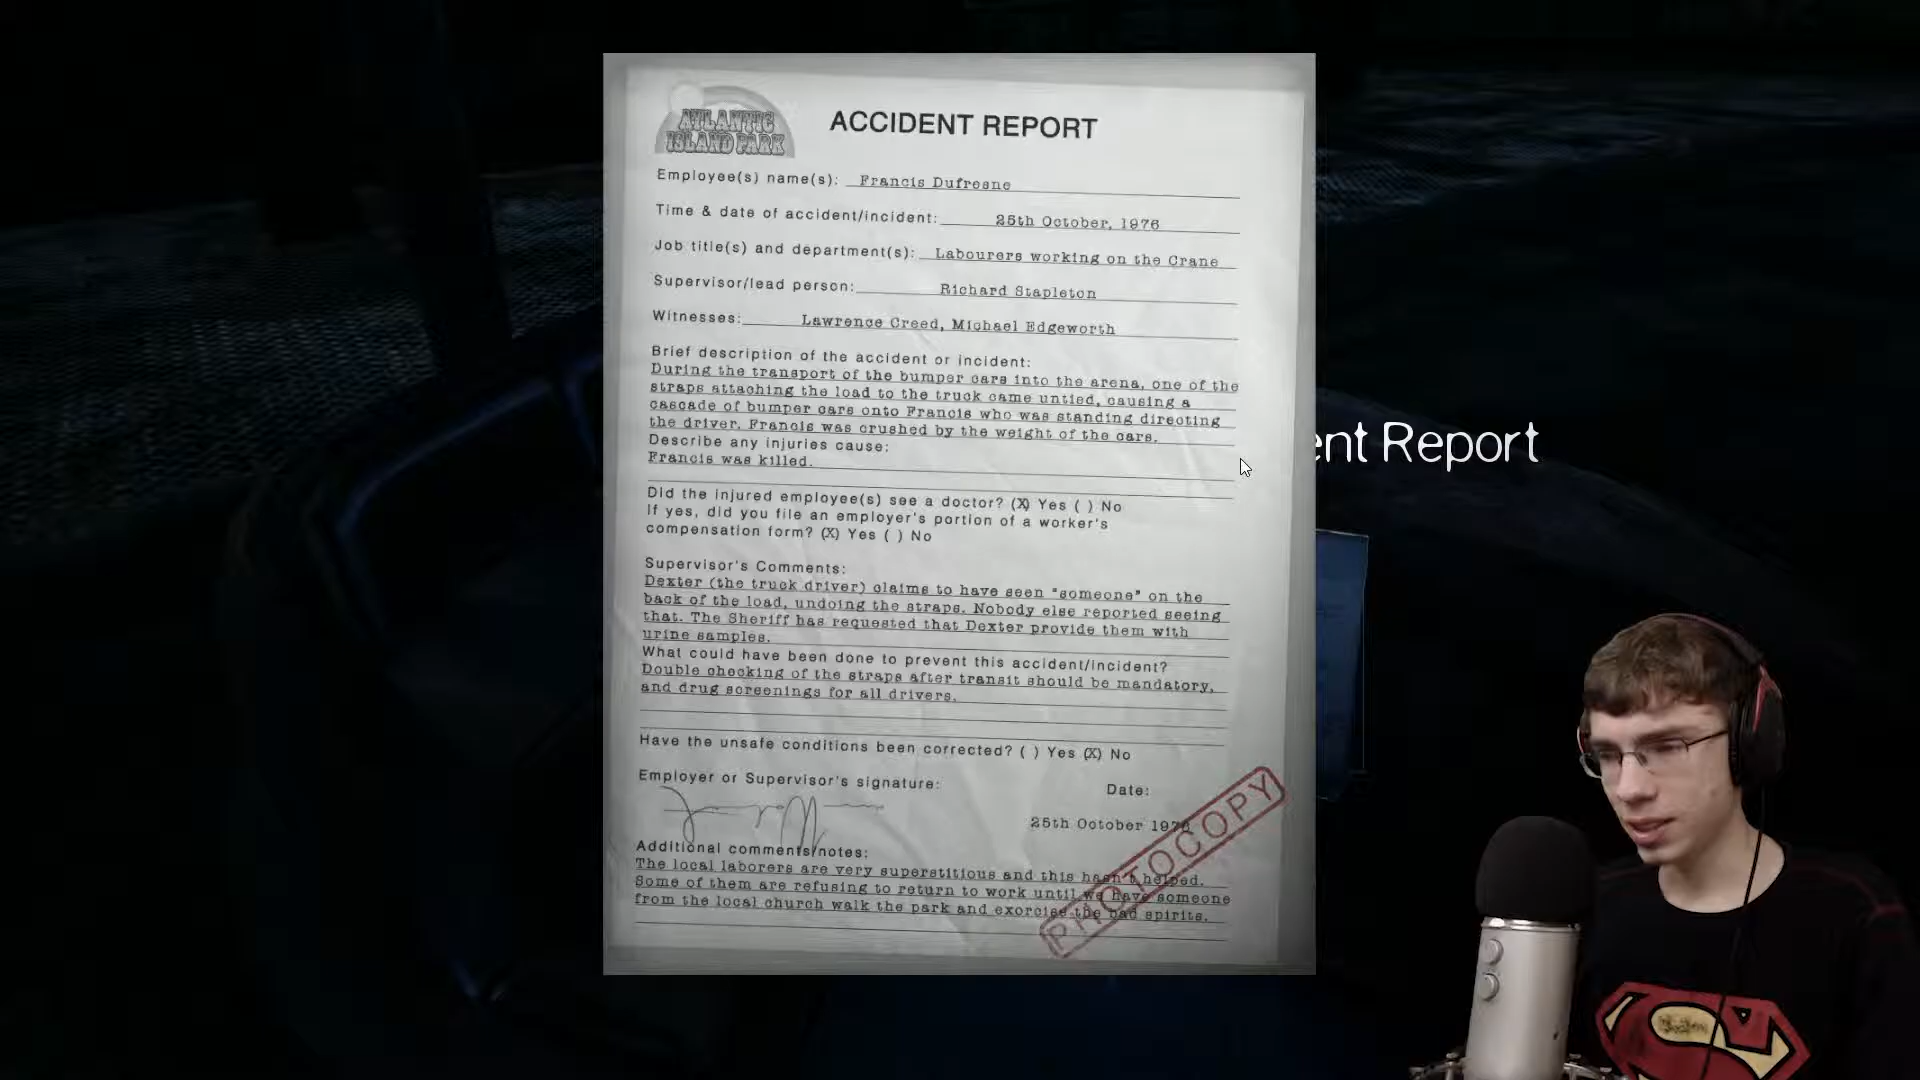 ATLANTIC
ISLAND PARK
ACCIDENT REPORT
Employee(s) name(s): Francis Dufresne
Time & date of accident/incident: 25th October, 1976
Job title(s) and department(s): Labourers working on the Crane
Supervisor/lead person: Richard Stapleton
Witnesses: Lawrence Creed, Michael Edgeworth
Brief description of the accident or incident:
During the transport of the bumper cars into the arena, one of the
straps attaching the load to the truck came untied, causing a
cascade of bumper cars onto Francis who was standing directing
the driver. Francis was crushed by the weight of the cars.
Describe any injuries cause:
Francis was killed.
Did the injured employee(s) see a doctor? (X) Yes ( ) No
If yes, did you file an employer's portion of a worker's
compensation form? (X) Yes ( ) No
Supervisor's Comments:
Dexter (the truck driver) claims to have seen "someone" on the
back of the load, undoing the straps. Nobody else reported seeing
that. The Sheriff has requested that Dexter provide them with
urine samples.
What could have been done to prevent this accident/incident?
Double checking of the straps after transit should be mandatory,
and drug screenings for all drivers.
Have the unsafe conditions been corrected? ( ) Yes (X) No
Employer or Supervisor's signature:
Date:
25th October 1976
Additional comments/notes:
The local laborers are very superstitious and this hasn't helped.
Some of them are refusing to return to work until we have someone
from the local church walk the park and exorcise the bad spirits.
PHOTOCOPY
ent Report